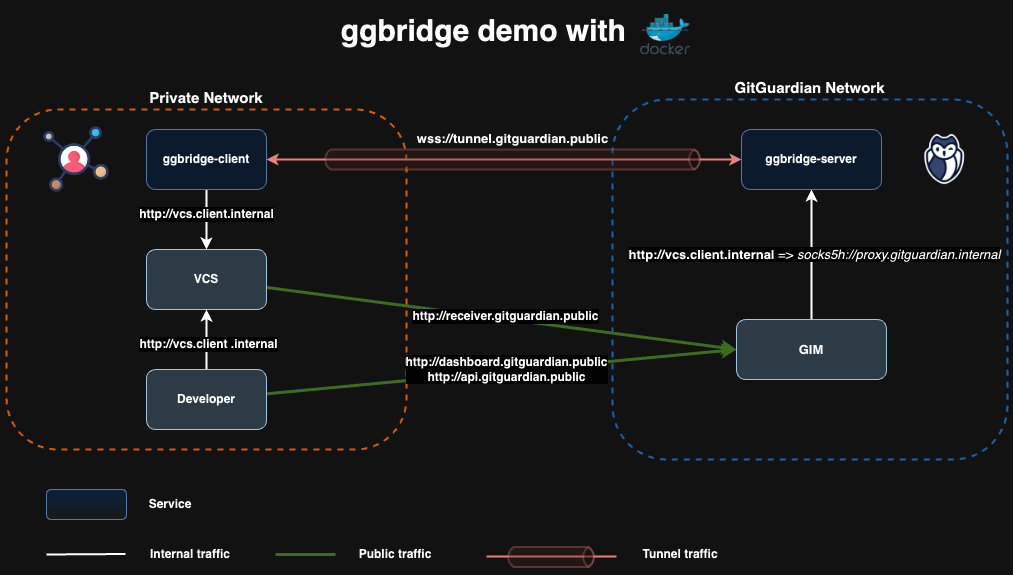 ggbridge demo with
docker
Private Network
GitGuardian Network
wss://tunnel.gitguardian.public
ggbridge-client
ggbridge-server
http://vcs.client.internal
http://vcs.client.internal => socks5h://proxy.gitguardian.internal
VCS
http://receiver.gitguardian.public
http://vcs.client .internal
GIM
http://dashboard.gitguardian.public
http://api.gitguardian.public
Developer
Service
Internal traffic
Public traffic
Tunnel traffic